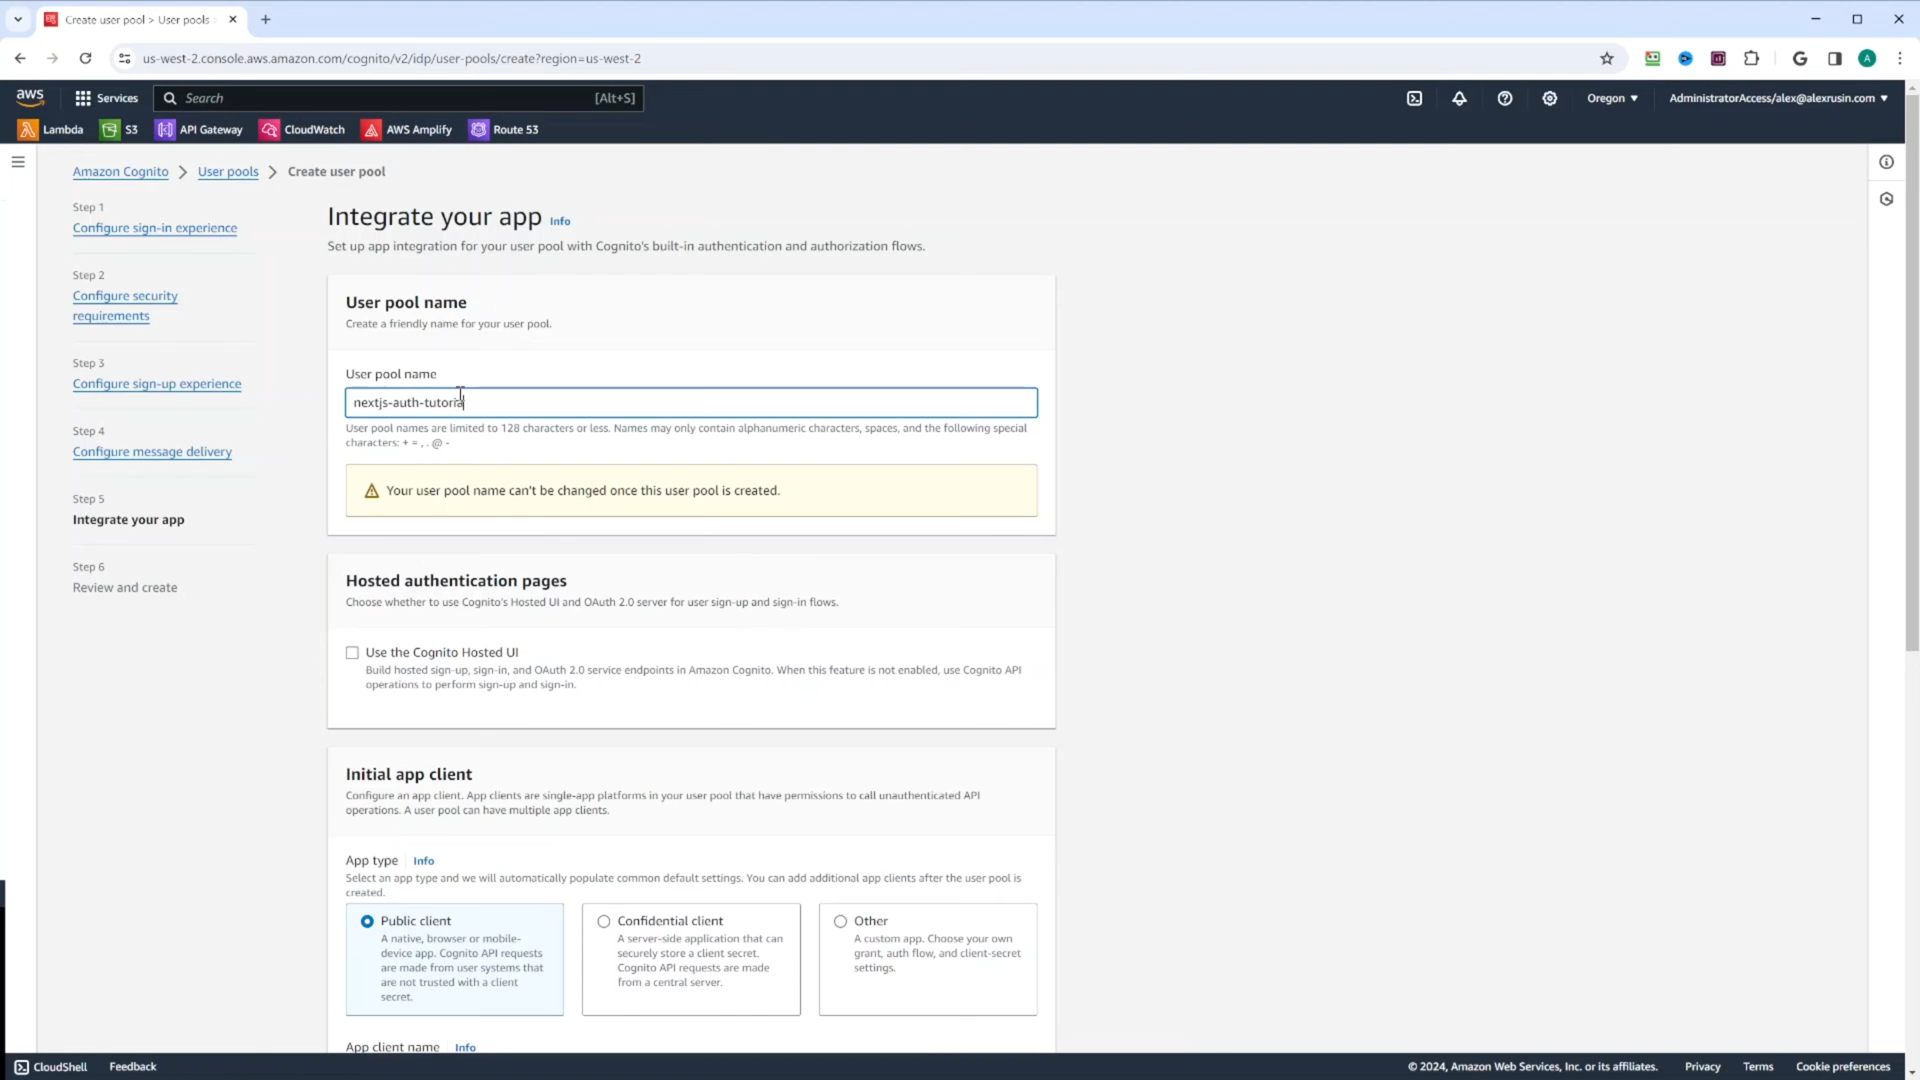 Create user pool > User pools
us-west-2.console.aws.amazon.com/cognito/v2/idp/user-pools/create?region=us-west-2
A
aws
Services
Search
[Alt+S]
Oregon
AdministratorAccess/alex@alexrusin.com
Lambda
S3
API Gateway
CloudWatch
AWS Amplify
Route 53
Amazon Cognito
User pools
Create user pool
Step 1
Configure sign-in experience
Step 2
Configure security
requirements
Step 3
Configure sign-up experience
Step 4
Configure message delivery
Step 5
Integrate your app
Step 6
Review and create
Integrate your app Info
Set up app integration for your user pool with Cognito's built-in authentication and authorization flows.
User pool name
Create a friendly name for your user pool.
User pool name
nextjs-auth-tutoria
User pool names are limited to 128 characters or less. Names may only contain alphanumeric characters, spaces, and the following special
characters: + = , . @ -
Your user pool name can't be changed once this user pool is created.
Hosted authentication pages
Choose whether to use Cognito's Hosted UI and OAuth 2.0 server for user sign-up and sign-in flows.
Use the Cognito Hosted UI
Build hosted sign-up, sign-in, and OAuth 2.0 service endpoints in Amazon Cognito. When this feature is not enabled, use Cognito API
operations to perform sign-up and sign-in.
Initial app client
Configure an app client. App clients are single-app platforms in your user pool that have permissions to call unauthenticated API
operations. A user pool can have multiple app clients.
App type Info
Select an app type and we will automatically populate common default settings. You can add additional app clients after the user pool is
created.
Public client
A native, browser or mobile-
device app. Cognito API requests
are made from user systems that
are not trusted with a client
secret.
Confidential client
A server-side application that can
securely store a client secret.
Cognito API requests are made
from a central server.
Other
A custom app. Choose your own
grant, auth flow, and client-secret
settings.
App client name Info
CloudShell
Feedback
© 2024, Amazon Web Services, Inc. or its affiliates.
Privacy
Terms
Cookie preferences